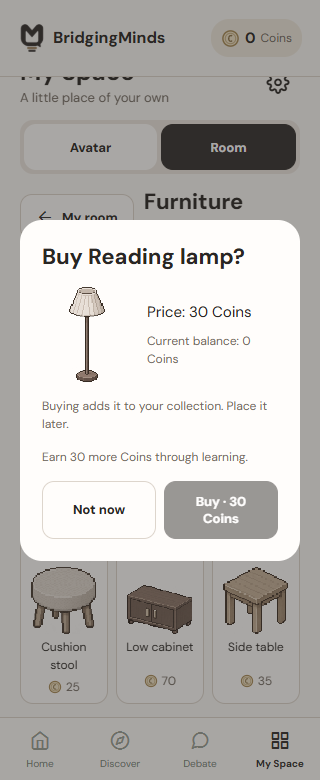 BridgingMinds
0 Coins
My Space
A little place of your own
Avatar
Room
My room
Furniture
Buy Reading lamp?
Price: 30 Coins
Current balance: 0
Coins
Buying adds it to your collection. Place it
later.
Earn 30 more Coins through learning.
Not now
Buy · 30
Coins
Cushion
stool
Low cabinet
Side table
25
70
35
Home
Discover
Debate
My Space